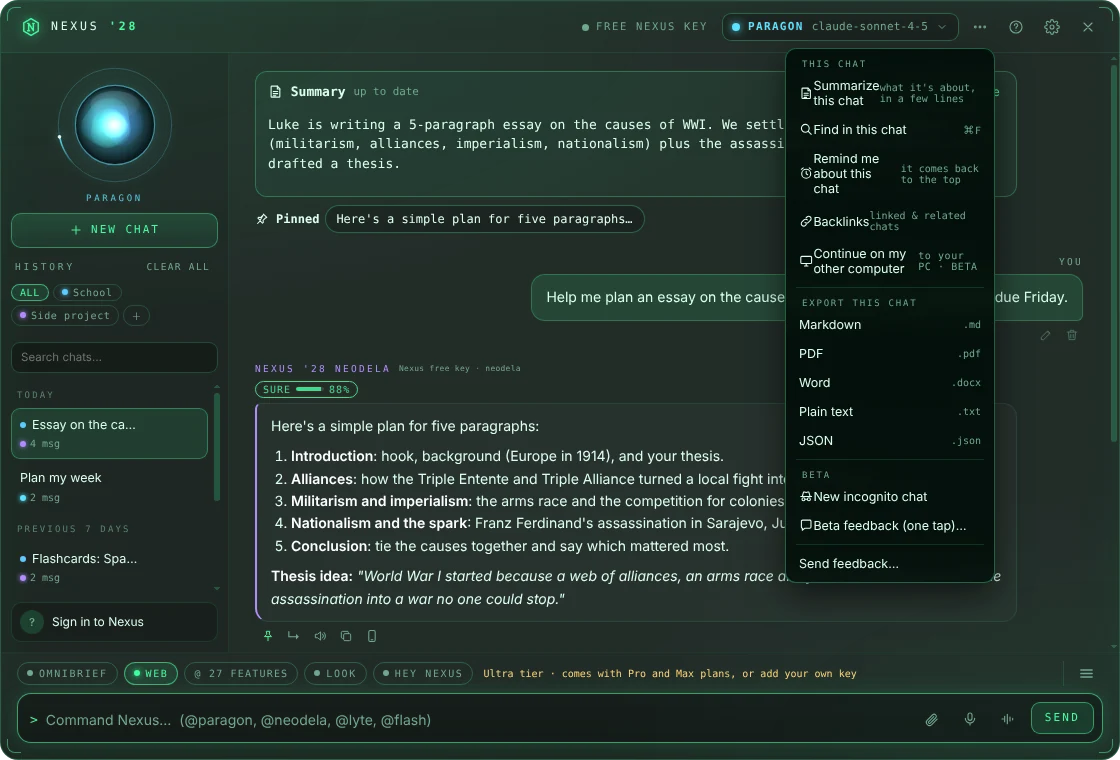 NEXUS '28
FREE NEXUS KEY
PARAGON claude-sonnet-4-5
PARAGON
+ NEW CHAT
HISTORY CLEAR ALL
ALL School
Side project +
Search chats...
TODAY
Essay on the ca...
4 msg
Plan my week
2 msg
PREVIOUS 7 DAYS
Flashcards: Spa...
2 msg
? Sign in to Nexus
Summary up to date
Luke is writing a 5-paragraph essay on the causes of WWI. We settl
(militarism, alliances, imperialism, nationalism) plus the assassi
drafted a thesis.
Pinned Here's a simple plan for five paragraphs…
YOU
Help me plan an essay on the cause due Friday.
NEXUS '28 NEODELA Nexus free key · neodela
SURE 88%
Here's a simple plan for five paragraphs:
1. Introduction: hook, background (Europe in 1914), and your thesis.
2. Alliances: how the Triple Entente and Triple Alliance turned a local fight int
3. Militarism and imperialism: the arms race and the competition for colonies
4. Nationalism and the spark: Franz Ferdinand's assassination in Sarajevo, Ju
5. Conclusion: tie the causes together and say which mattered most.
Thesis idea: "World War I started because a web of alliances, an arms race
assassination into a war no one could stop."
THIS CHAT
Summarize this chat what it's about, in a few lines
Find in this chat ⌘F
Remind me about this chat it comes back to the top
Backlinks linked & related chats
Continue on my other computer to your PC · BETA
EXPORT THIS CHAT
Markdown .md
PDF .pdf
Word .docx
Plain text .txt
JSON .json
BETA
New incognito chat
Beta feedback (one tap)...
Send feedback...
OMNIBRIEF
WEB
@ 27 FEATURES
LOOK
HEY NEXUS
Ultra tier · comes with Pro and Max plans, or add your own key
> Command Nexus... (@paragon, @neodela, @lyte, @flash)
SEND